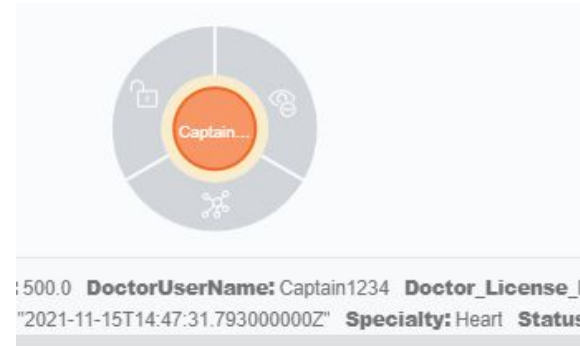 Captain...
: 500.0 DoctorUserName: Captain1234 Doctor_License_
"2021-11-15T14:47:31.793000000Z" Specialty: Heart Status